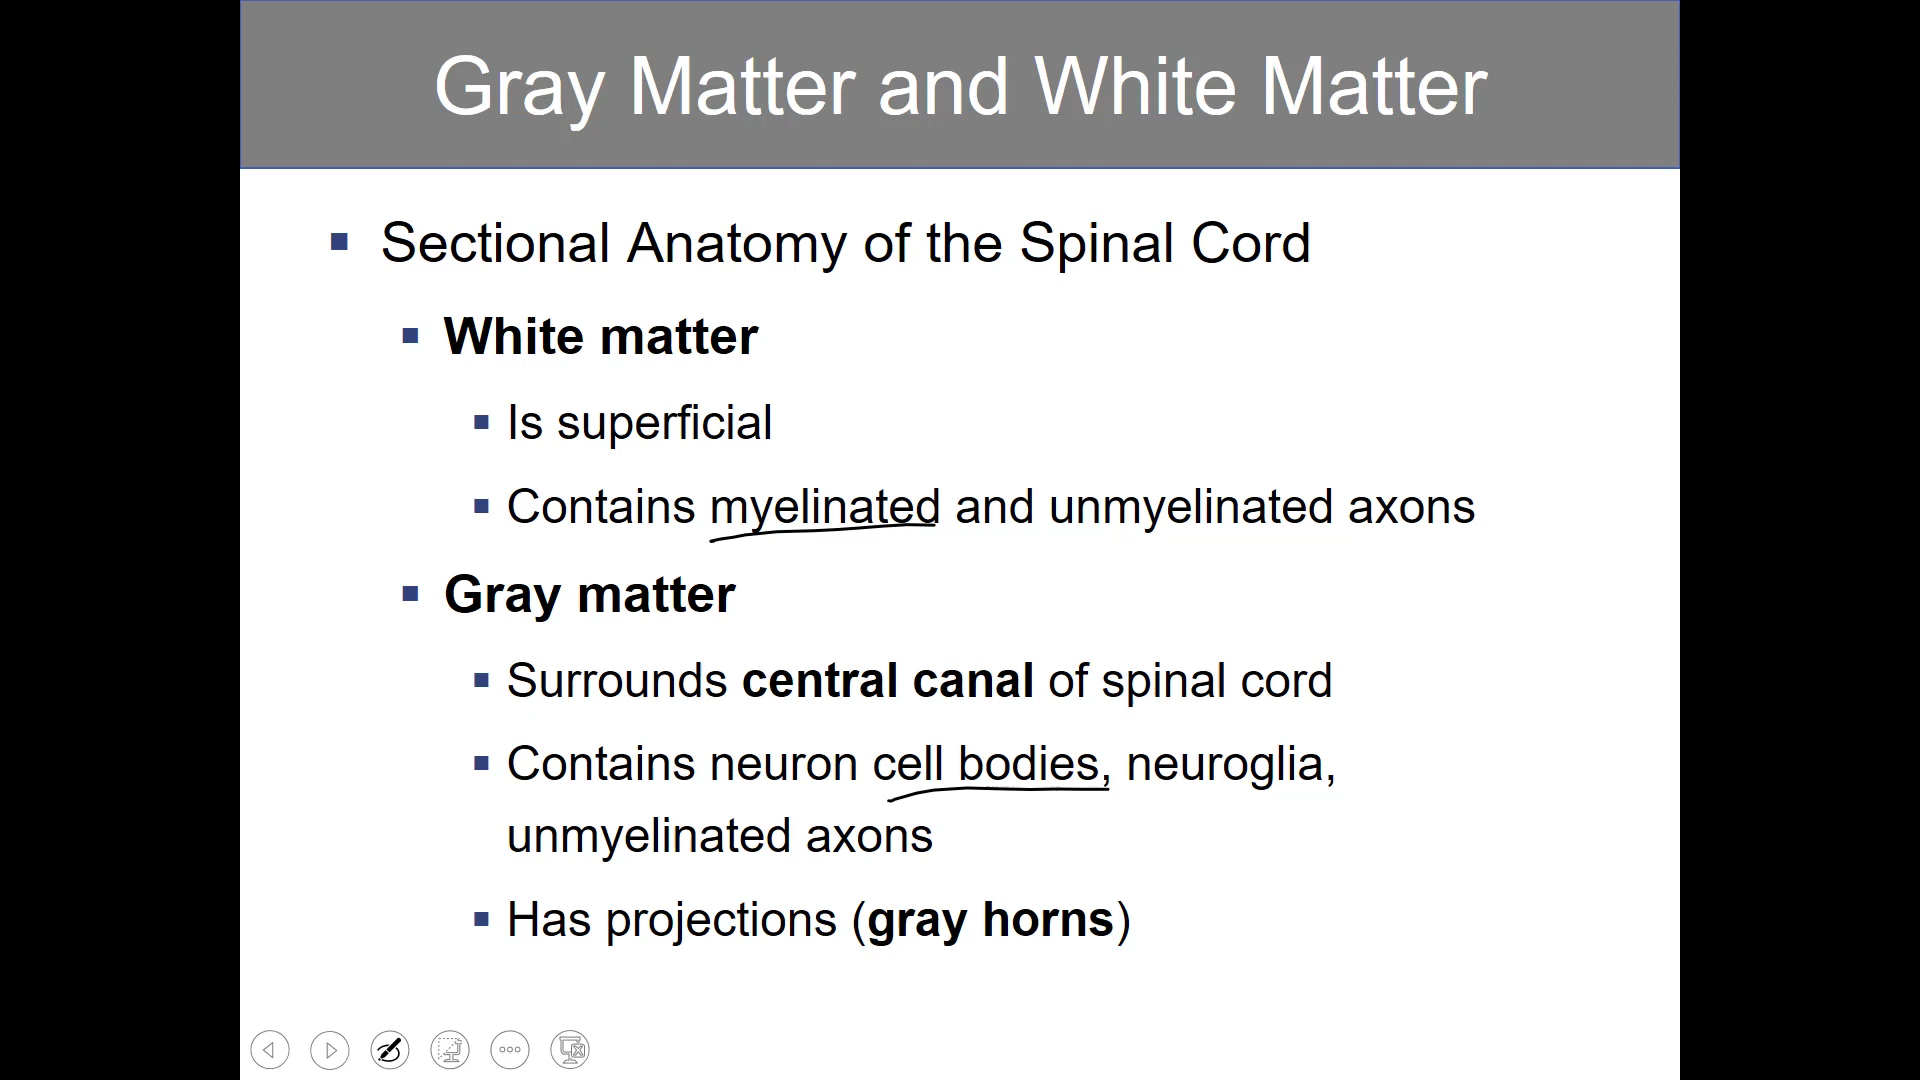 Gray Matter and White Matter
Sectional Anatomy of the Spinal Cord
White matter
Is superficial
Contains myelinated and unmyelinated axons
Gray matter
Surrounds central canal of spinal cord
Contains neuron cell bodies, neuroglia,
unmyelinated axons
Has projections (gray horns)